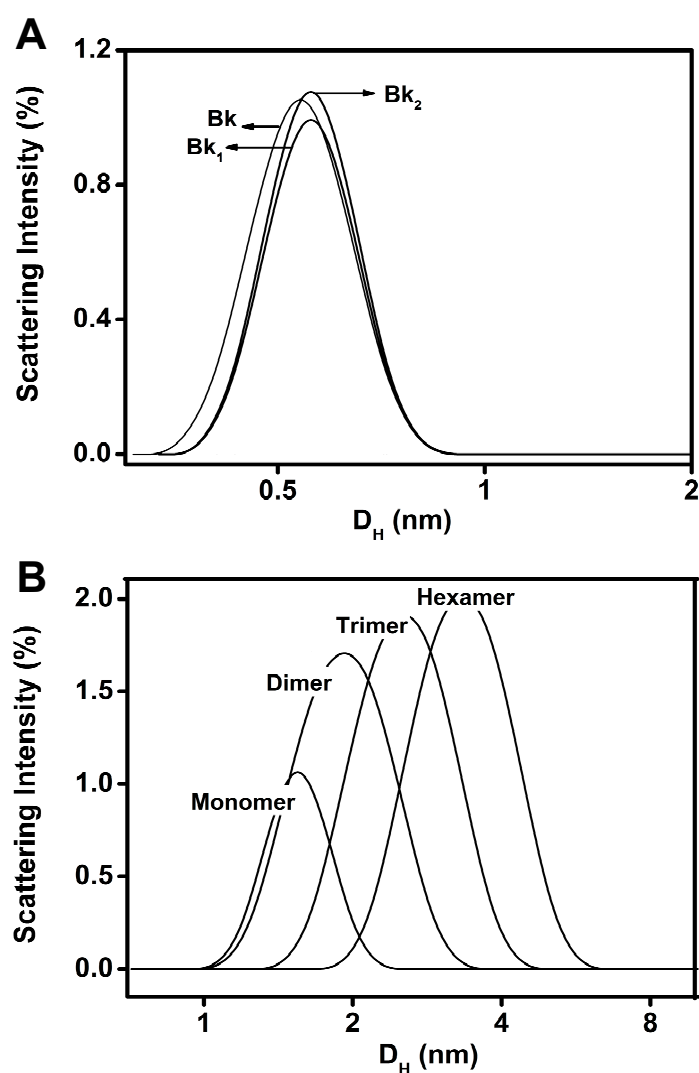 A
Scattering Intensity (%)
1.2
0.8
0.4
0.0
Bk
Bk₁
Bk₂
0.5 1 2
D_H (nm)
B
Scattering Intensity (%)
2.0
1.5
1.0
0.5
0.0
Hexamer
Trimer
Dimer
Monomer
1 2 4 8
D_H (nm)